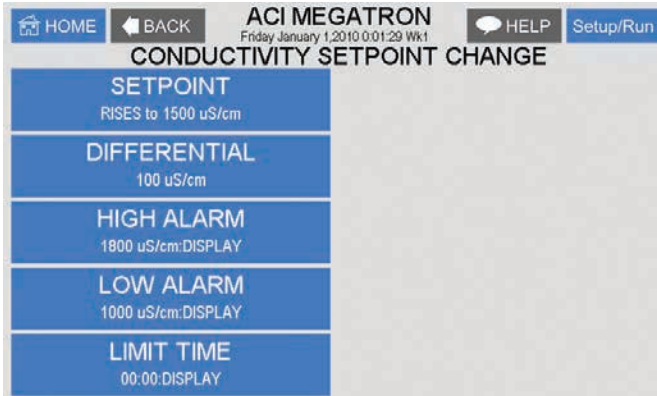 HOME
BACK
ACI MEGATRON
Friday January 1,2010 0:01:29 Wk1
HELP
Setup/Run
CONDUCTIVITY SETPOINT CHANGE
SETPOINT
RISES to 1500 uS/cm
DIFFERENTIAL
100 uS/cm
HIGH ALARM
1800 uS/cm:DISPLAY
LOW ALARM
1000 uS/cm:DISPLAY
LIMIT TIME
00:00:DISPLAY